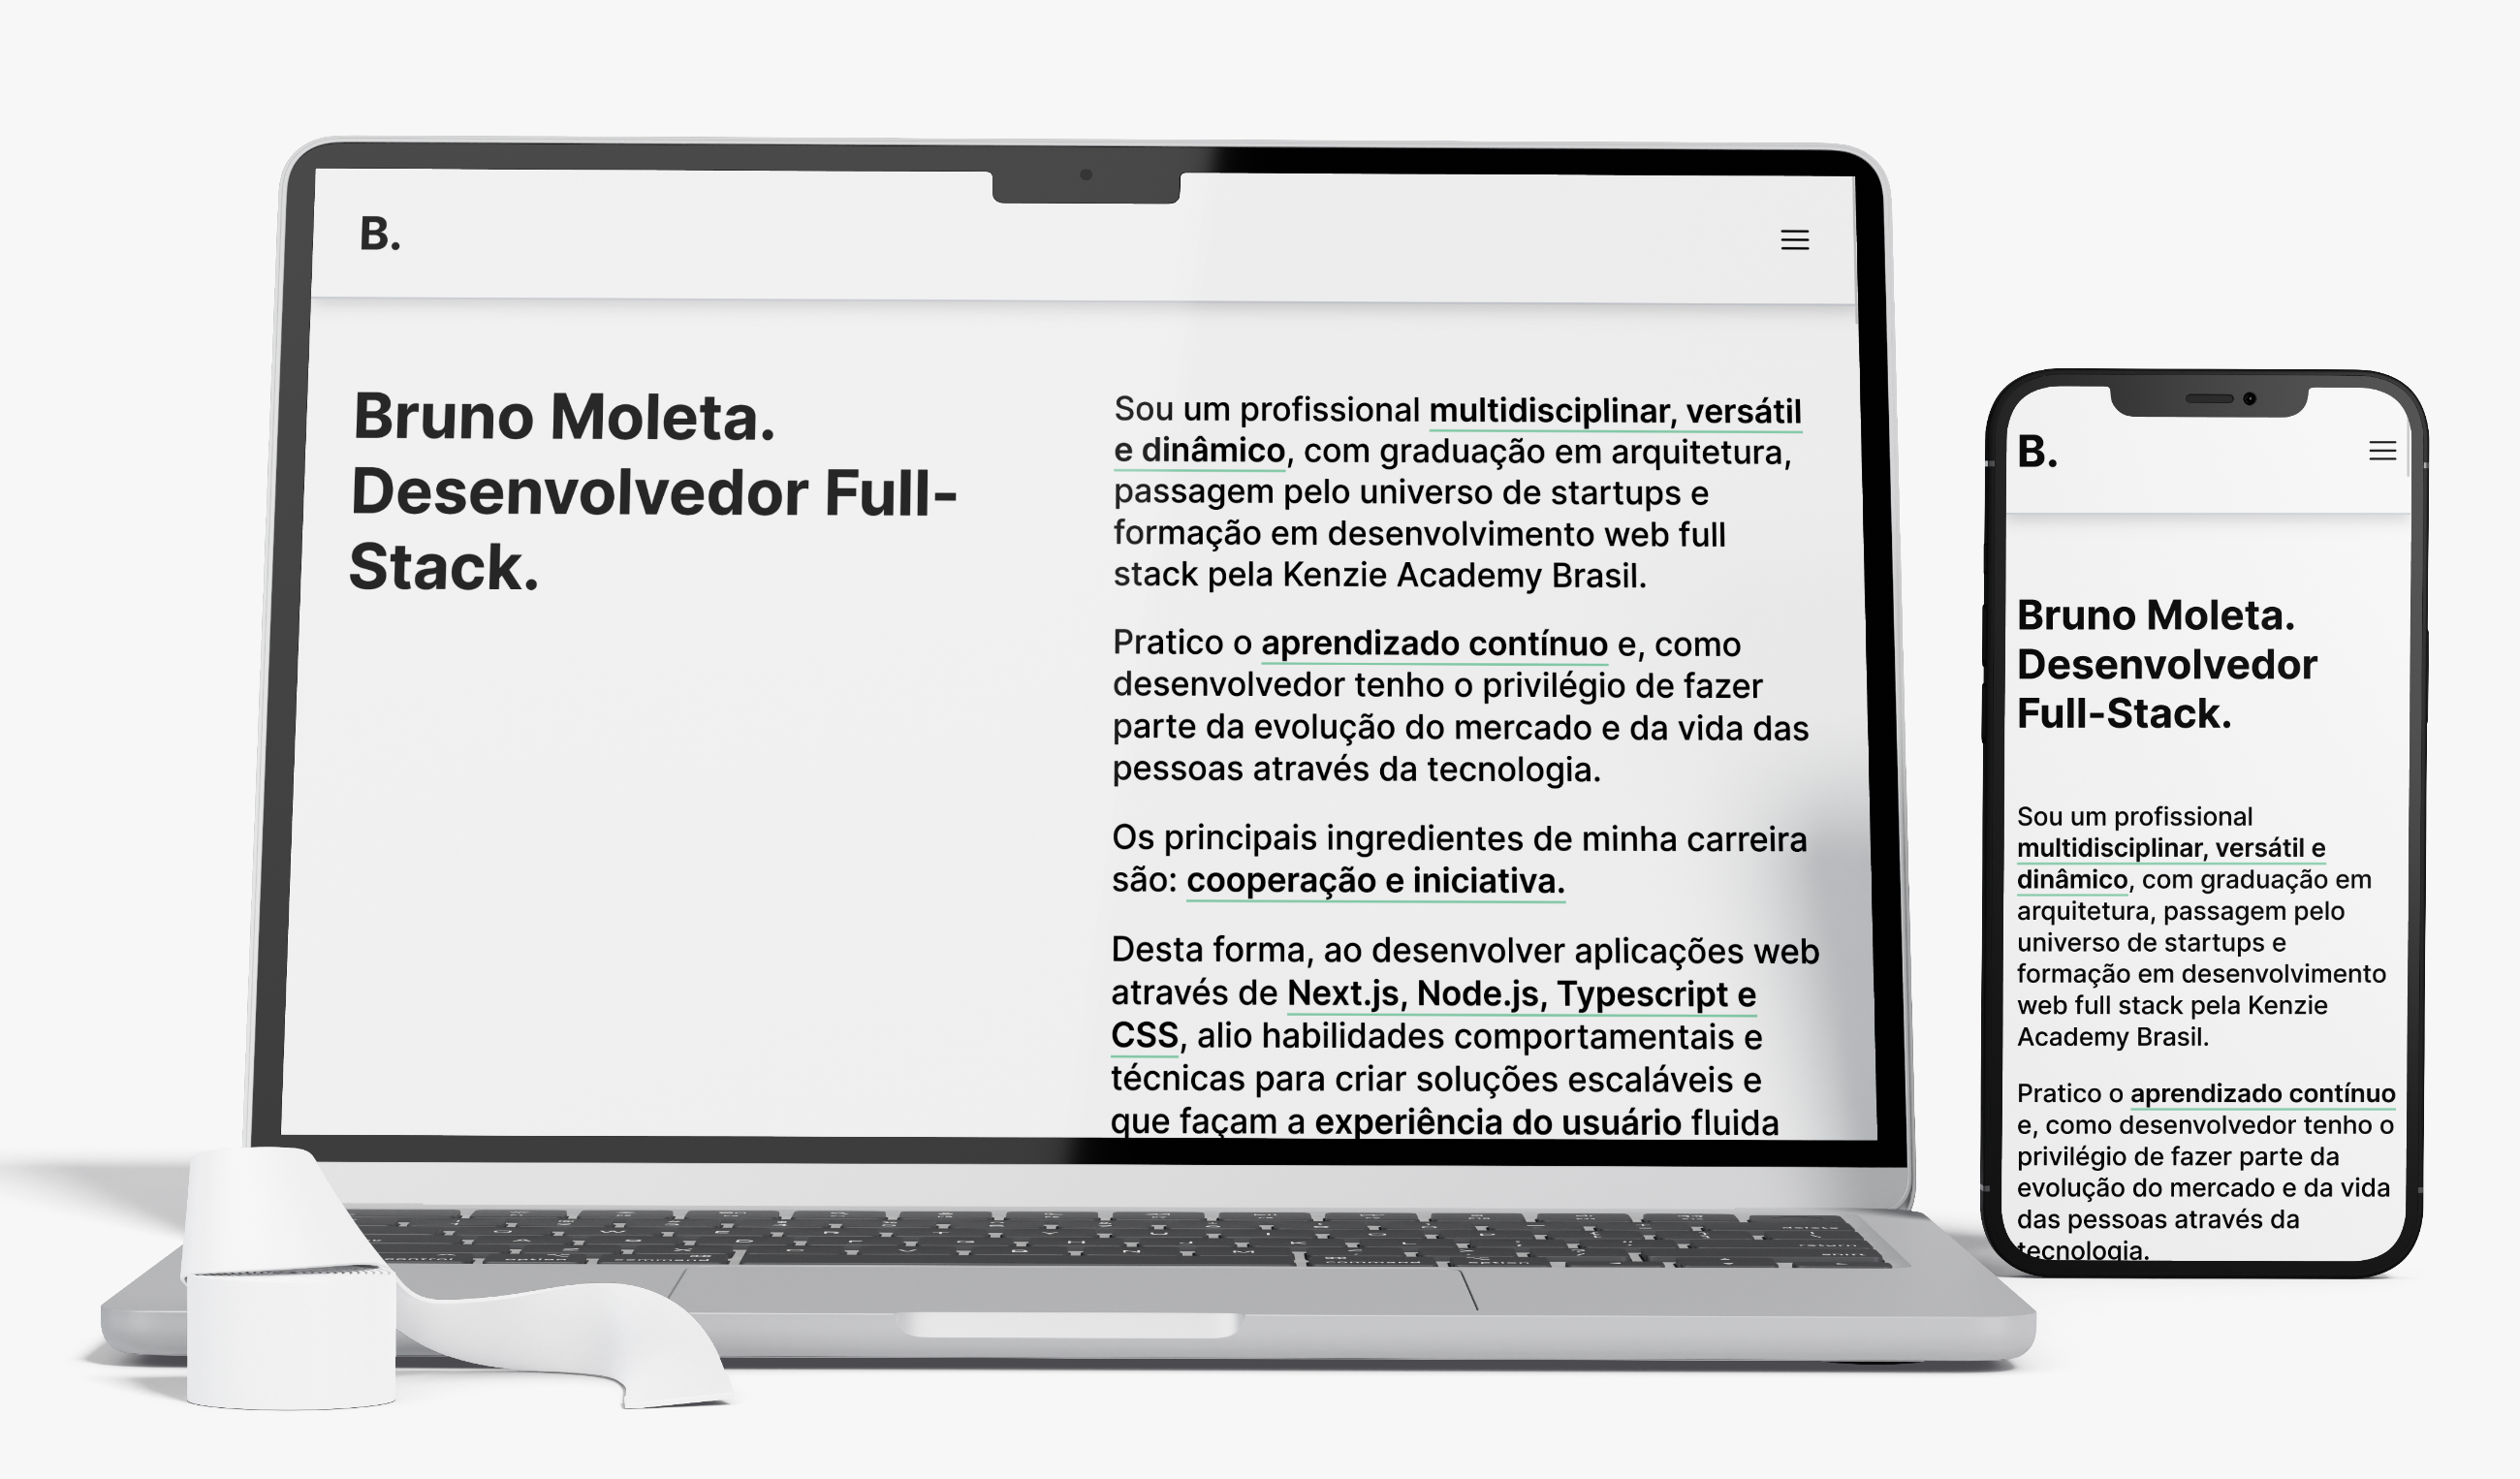 B.
Bruno Moleta.
Desenvolvedor Full-
Stack.
Sou um profissional multidisciplinar, versátil
e dinâmico, com graduação em arquitetura,
passagem pelo universo de startups e
formação em desenvolvimento web full
stack pela Kenzie Academy Brasil.
Pratico o aprendizado contínuo e, como
desenvolvedor tenho o privilégio de fazer
parte da evolução do mercado e da vida das
pessoas através da tecnologia.
Os principais ingredientes de minha carreira
são: cooperação e iniciativa.
Desta forma, ao desenvolver aplicações web
através de Next.js, Node.js, Typescript e
CSS, alio habilidades comportamentais e
técnicas para criar soluções escaláveis e
que façam a experiência do usuário fluida
B.
Bruno Moleta.
Desenvolvedor
Full-Stack.
Sou um profissional
multidisciplinar, versátil e
dinâmico, com graduação em
arquitetura, passagem pelo
universo de startups e
formação em desenvolvimento
web full stack pela Kenzie
Academy Brasil.
Pratico o aprendizado contínuo
e, como desenvolvedor tenho o
privilégio de fazer parte da
evolução do mercado e da vida
das pessoas através da
tecnologia.